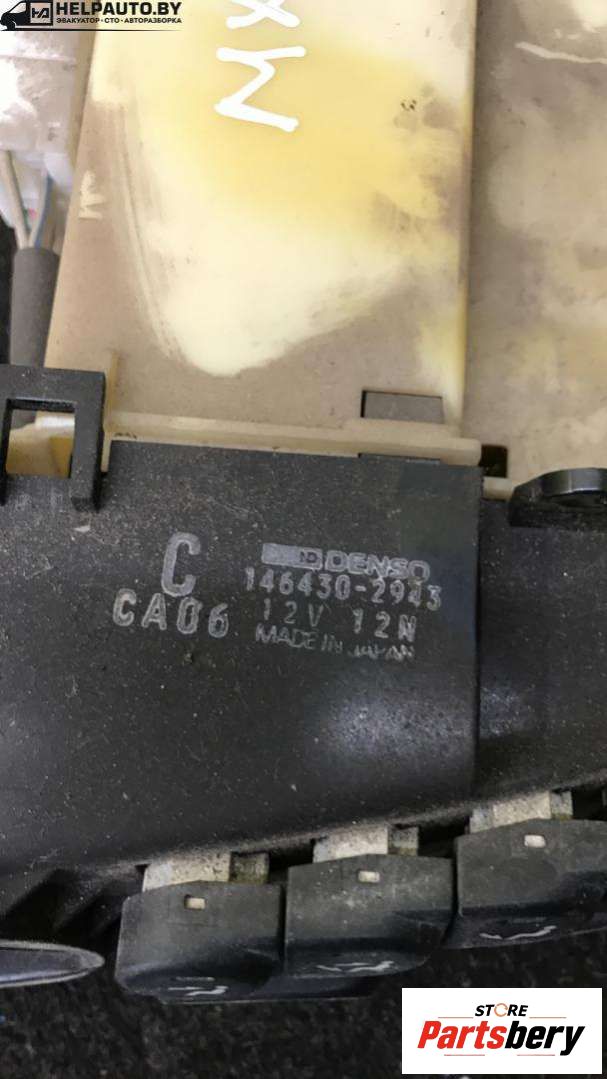 HELPAUTO.BY
ЭВАКУАТОР · СТО · АВТОРАЗБОРКА
C
CA06
DENSO
146430-2943
12V 12N
MADE IN JAPAN
STORE
Partsbery